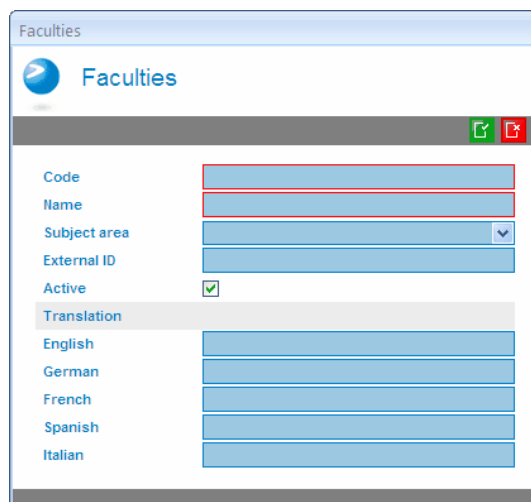 Faculties
Faculties
Code
Name
Subject area
External ID
Active
Translation
English
German
French
Spanish
Italian